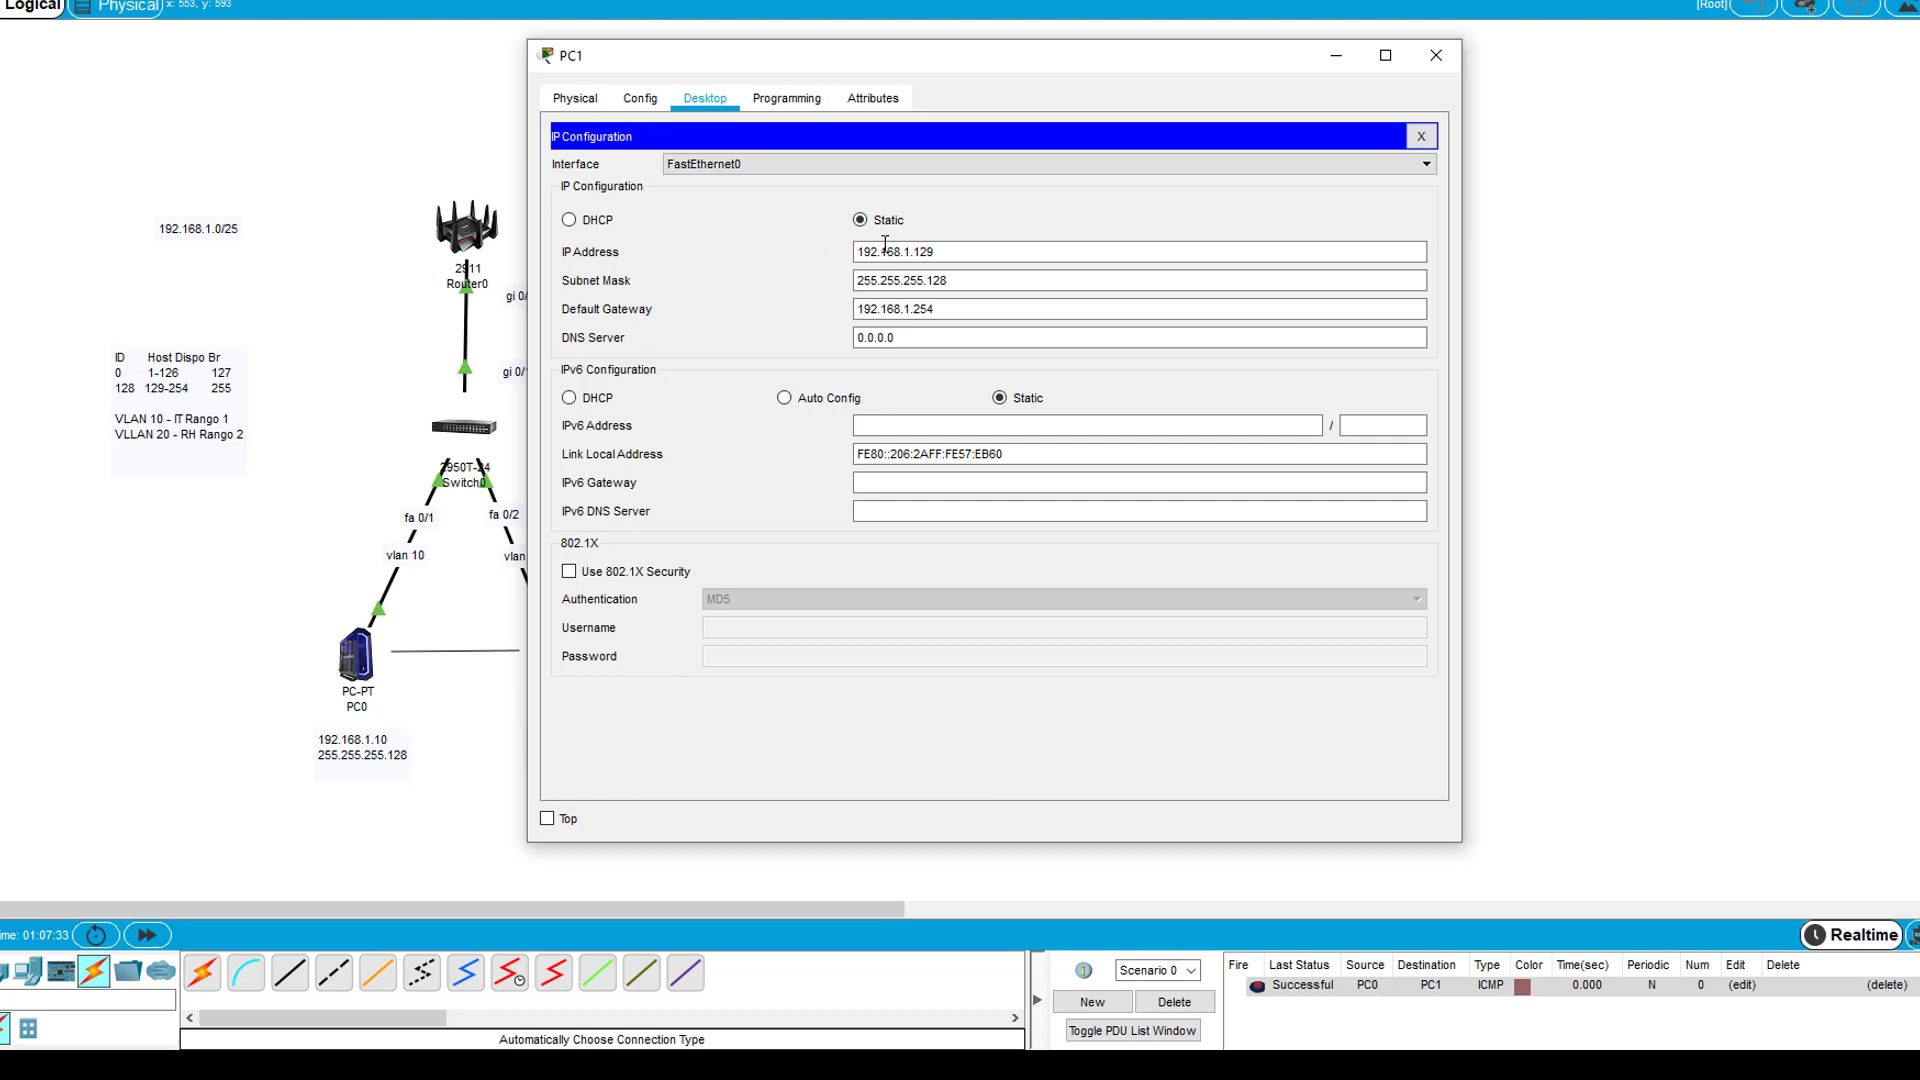 Logical
Physical
x: 553, y: 593
[Root]
PC1
Physical
Config
Desktop
Programming
Attributes
IP Configuration
X
Interface
FastEthernet0
IP Configuration
DHCP
Static
IP Address
192.168.1.129
Subnet Mask
255.255.255.128
Default Gateway
192.168.1.254
DNS Server
0.0.0.0
IPv6 Configuration
DHCP
Auto Config
Static
IPv6 Address
/
Link Local Address
FE80::206:2AFF:FE57:EB60
IPv6 Gateway
IPv6 DNS Server
802.1X
Use 802.1X Security
Authentication
MD5
Username
Password
Top
192.168.1.0/25
2911
Router0
gi 0/
gi 0/
ID Host Dispo Br
0 1-126 127
128 129-254 255
VLAN 10 - IT Rango 1
VLLAN 20 - RH Rango 2
2950T-24
Switch0
fa 0/1
fa 0/2
vlan 10
vlan
PC-PT
PC0
192.168.1.10
255.255.255.128
ime: 01:07:33
Realtime
Automatically Choose Connection Type
Scenario 0
New
Delete
Toggle PDU List Window
Fire Last Status Source Destination Type Color Time(sec) Periodic Num Edit Delete
Successful PC0 PC1 ICMP 0.000 N 0 (edit) (delete)